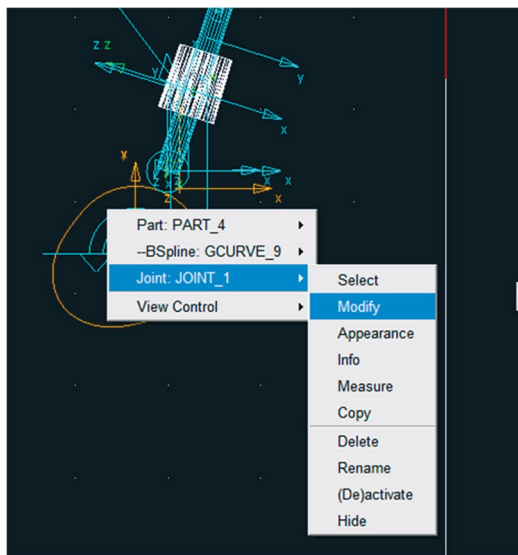 z z
y
y
x
y
x x
z
x
Part: PART_4
--BSpline: GCURVE_9
Joint: JOINT_1
View Control
Select
Modify
Appearance
Info
Measure
Copy
Delete
Rename
(De)activate
Hide